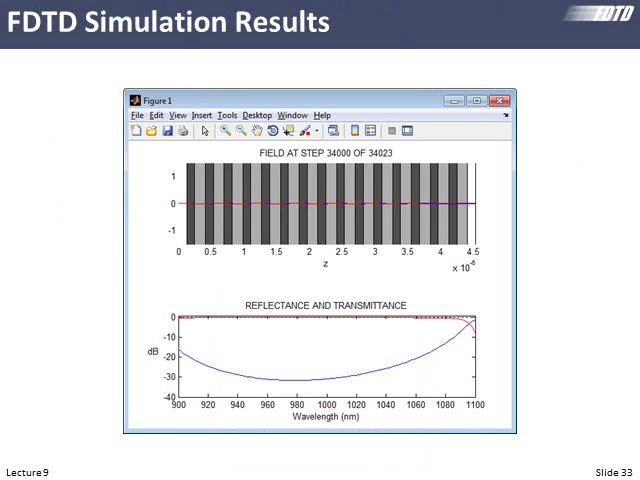 FDTD Simulation Results
FDTD
Figure 1
File Edit View Insert Tools Desktop Window Help
FIELD AT STEP 34000 OF 34023
1
0
-1
0 0.5 1 1.5 2 2.5 3 3.5 4 4.5
z
x 10^-6
REFLECTANCE AND TRANSMITTANCE
0
-10
dB
-20
-30
-40
900 920 940 960 980 1000 1020 1040 1060 1080 1100
Wavelength (nm)
Lecture 9
Slide 33